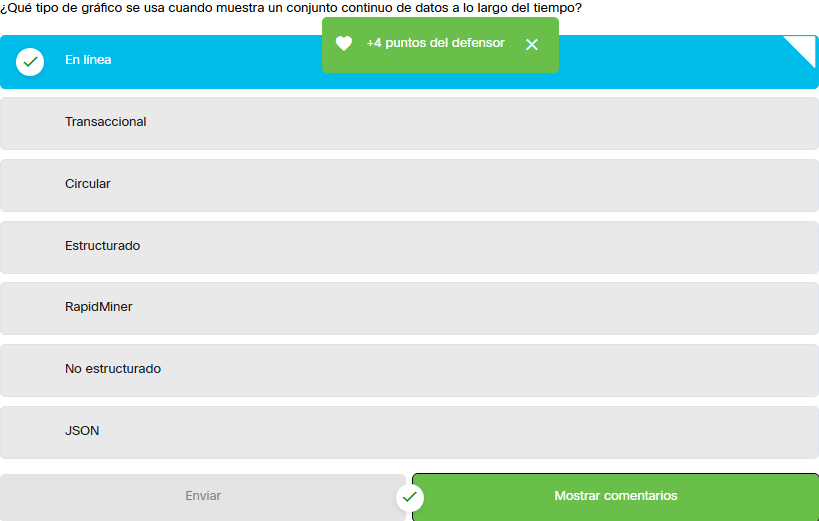 ¿Qué tipo de gráfico se usa cuando muestra un conjunto continuo de datos a lo largo del tiempo?
+4 puntos del defensor
En línea
Transaccional
Circular
Estructurado
RapidMiner
No estructurado
JSON
Enviar
Mostrar comentarios